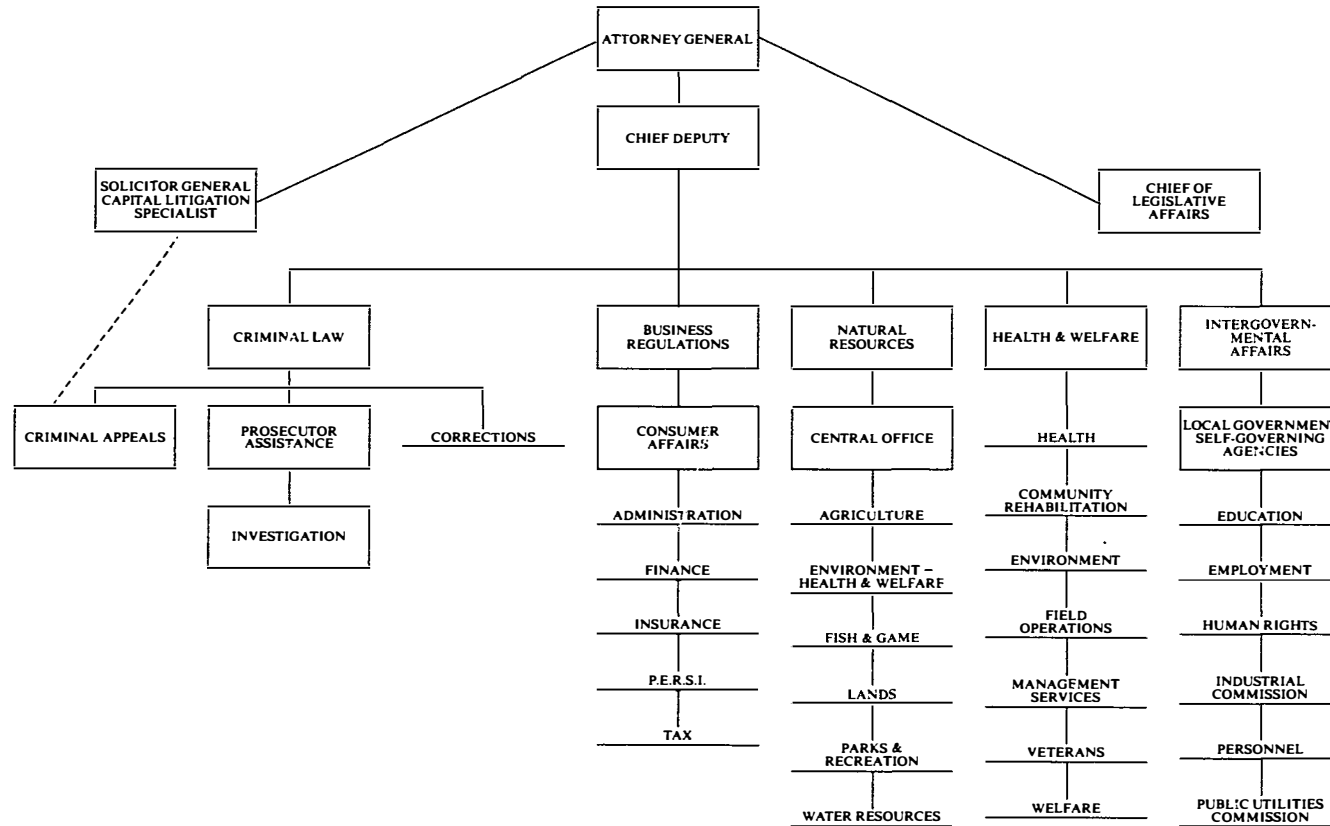 ATTORNEY GENERAL
CHIEF DEPUTY
SOLICITOR GENERAL
CAPITAL LITIGATION
SPECIALIST
CHIEF OF
LEGISLATIVE
AFFAIRS
CRIMINAL LAW
BUSINESS
REGULATIONS
NATURAL
RESOURCES
HEALTH & WELFARE
INTERGOVERN-
MENTAL
AFFAIRS
CRIMINAL APPEALS
PROSECUTOR
ASSISTANCE
CORRECTIONS
INVESTIGATION
CONSUMER
AFFAIRS
ADMINISTRATION
FINANCE
INSURANCE
P.E.R.S.I.
TAX
CENTRAL OFFICE
AGRICULTURE
ENVIRONMENT –
HEALTH & WELFARE
FISH & GAME
LANDS
PARKS &
RECREATION
WATER RESOURCES
HEALTH
COMMUNITY
REHABILITATION
ENVIRONMENT
FIELD
OPERATIONS
MANAGEMENT
SERVICES
VETERANS
WELFARE
LOCAL GOVERNMENT
SELF-GOVERNING
AGENCIES
EDUCATION
EMPLOYMENT
HUMAN RIGHTS
INDUSTRIAL
COMMISSION
PERSONNEL
PUBLIC UTILITIES
COMMISSION